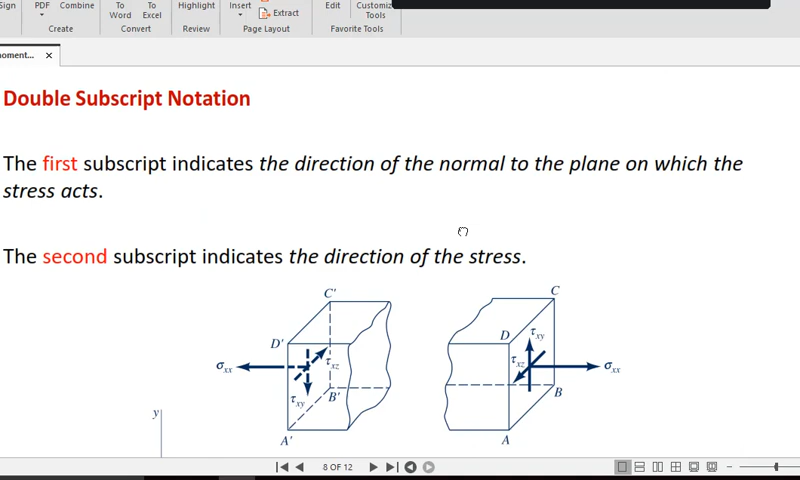 Sign
PDF
Combine
To Word
To Excel
Highlight
Insert
Extract
Edit
Customiz
Tools
Create
Convert
Review
Page Layout
Favorite Tools
moment... ×
Double Subscript Notation
The first subscript indicates the direction of the normal to the plane on which the
stress acts.
The second subscript indicates the direction of the stress.
C' C
D' D τxy
σxx τxz τxz σxx
τxy B' B
y
A' A
8 OF 12